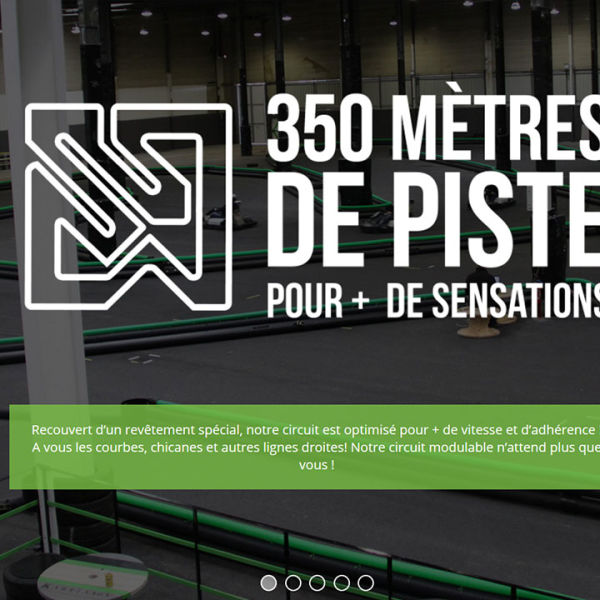 350 MÈTRES
DE PISTE
POUR + DE SENSATIONS
Recouvert d'un revêtement spécial, notre circuit est optimisé pour + de vitesse et d'adhérence !
A vous les courbes, chicanes et autres lignes droites! Notre circuit modulable n'attend plus que
vous !